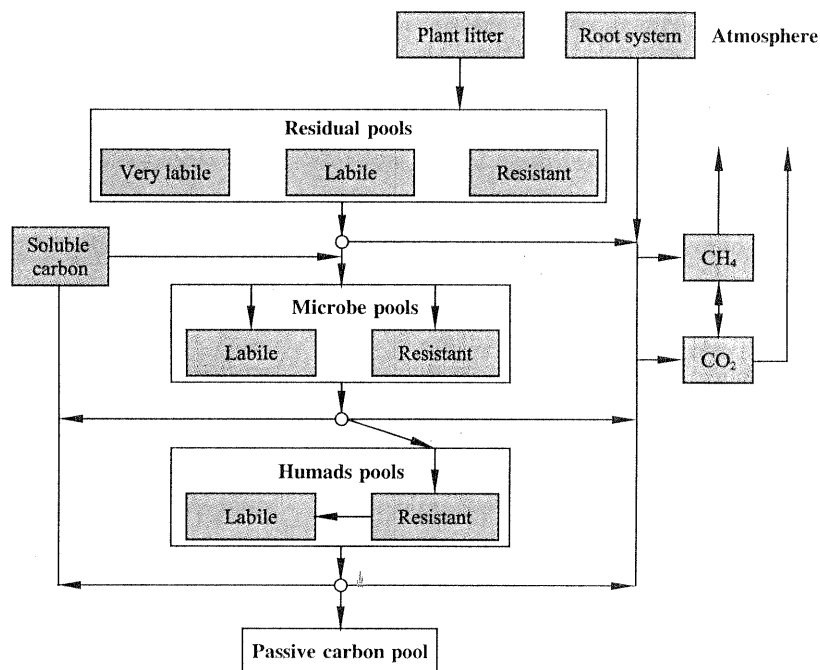 Plant litter
Root system
Atmosphere
Residual pools
Very labile
Labile
Resistant
Soluble
carbon
CH₄
Microbe pools
Labile
Resistant
CO₂
Humads pools
Labile
Resistant
Passive carbon pool